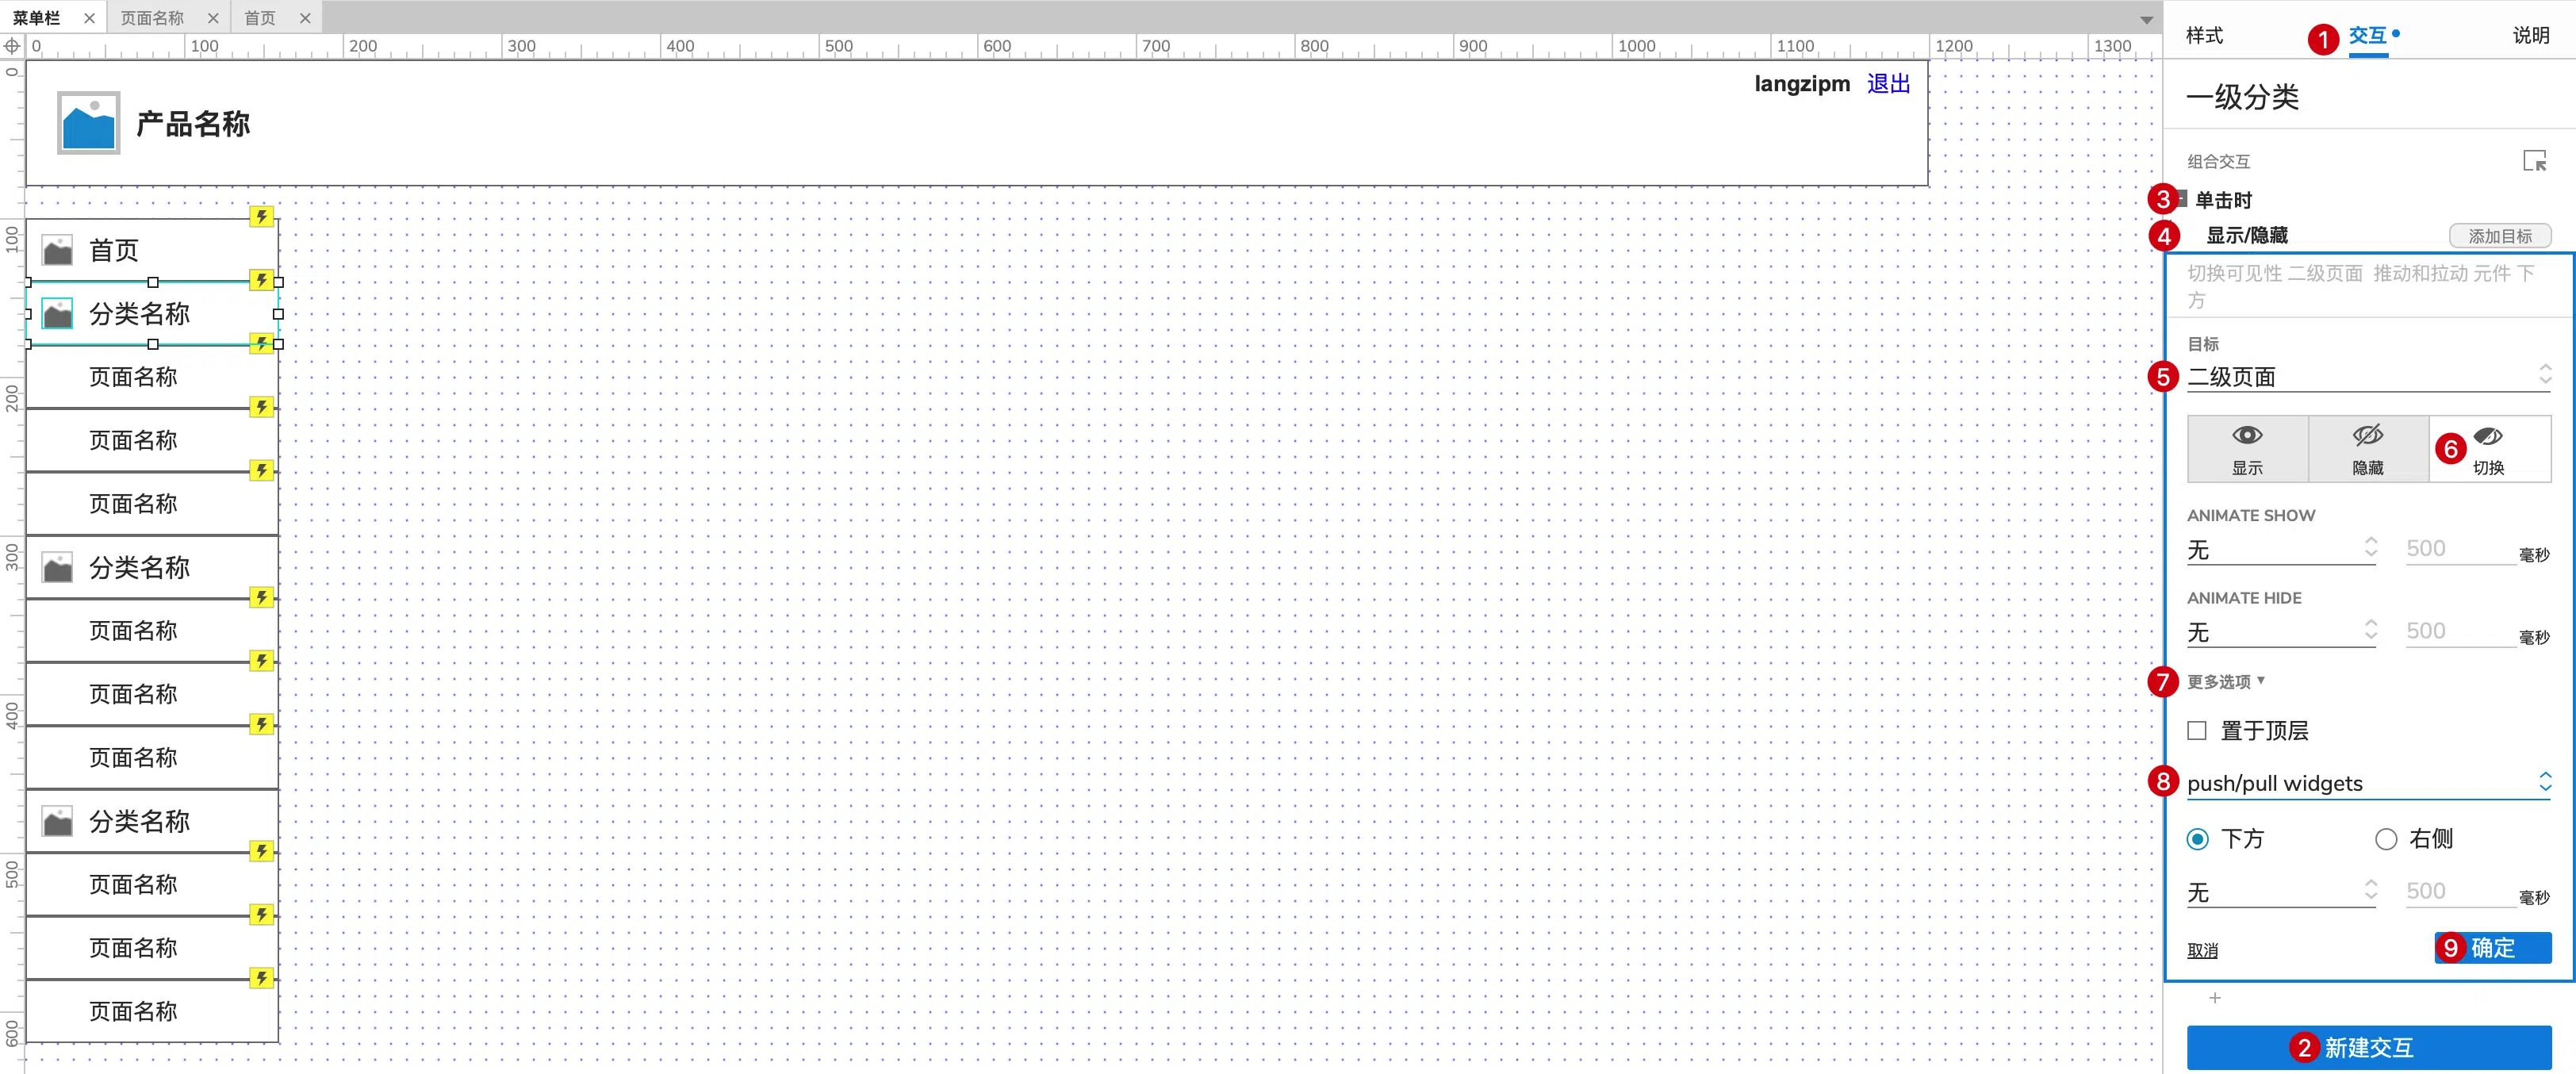 菜单栏
页面名称
首页
0 100 200 300 400 500 600 700 800 900 1000 1100 1200 1300
0
100
200
300
400
500
600
langzipm 退出
产品名称
首页
分类名称
页面名称
页面名称
页面名称
分类名称
页面名称
页面名称
页面名称
分类名称
页面名称
页面名称
页面名称
样式 1 交互 说明
一级分类
组合交互
3 单击时
4 显示/隐藏 添加目标
切换可见性 二级页面 推动和拉动 元件 下
方
目标
5 二级页面
显示 隐藏 6 切换
ANIMATE SHOW
无 500 毫秒
ANIMATE HIDE
无 500 毫秒
7 更多选项
置于顶层
8 push/pull widgets
下方 右侧
无 500 毫秒
取消 9 确定
2 新建交互